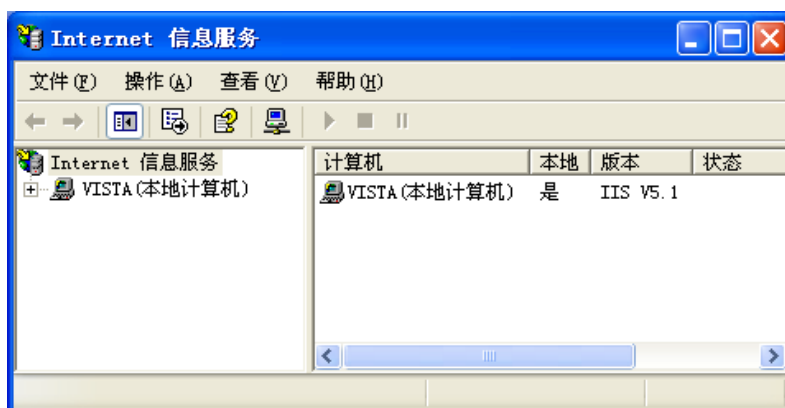 Internet 信息服务
文件(F) 操作(A) 查看(V) 帮助(H)
Internet 信息服务
VISTA(本地计算机)
计算机 本地 版本 状态
VISTA(本地计算机) 是 IIS V5.1